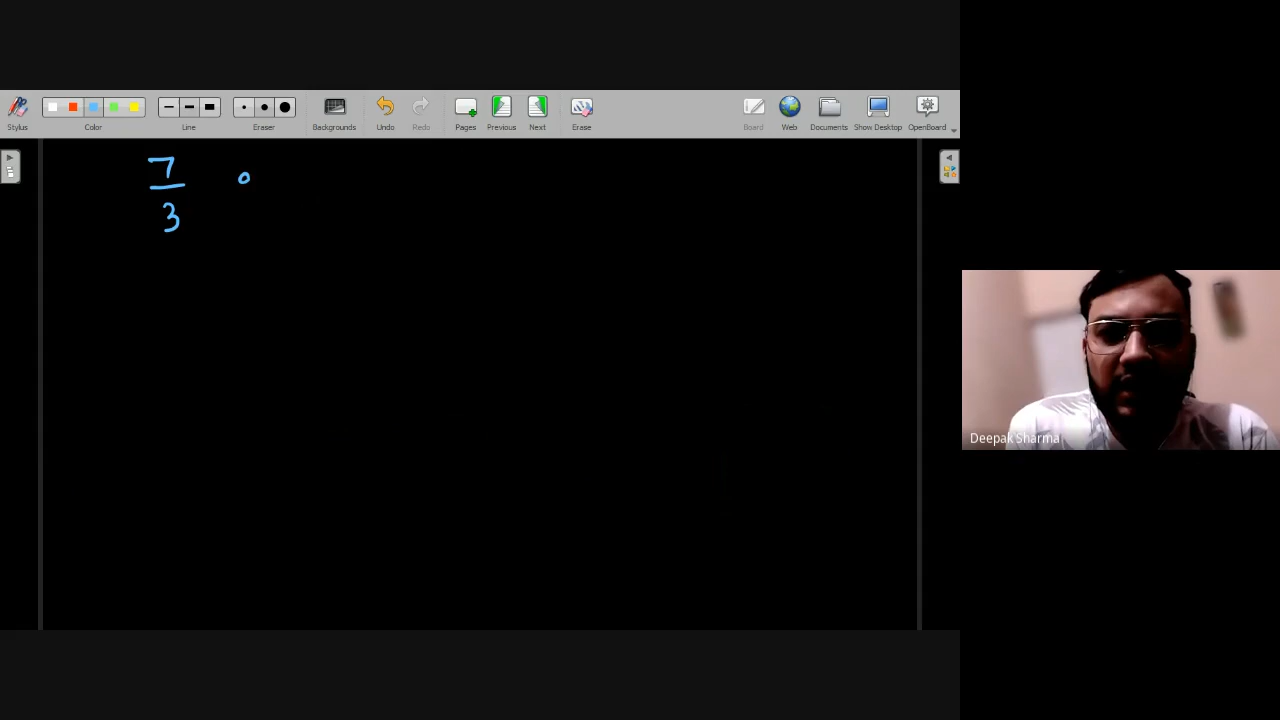 Stylus Color Line Eraser Backgrounds Undo Redo Pages Previous Next Erase Board Web Documents Show Desktop OpenBoard
7 o
3
Deepak Sharma